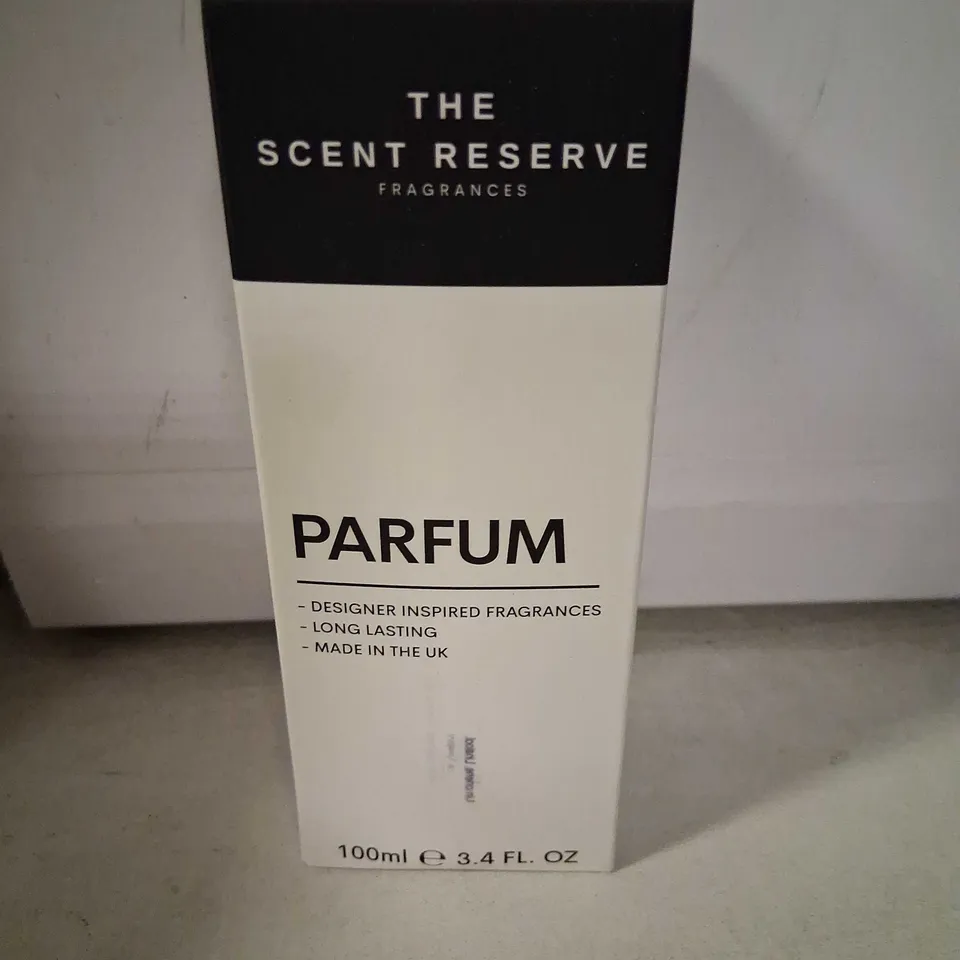 THE
SCENT RESERVE
FRAGRANCES
PARFUM
- DESIGNER INSPIRED FRAGRANCES
- LONG LASTING
- MADE IN THE UK
100ml ℮ 3.4 FL. OZ